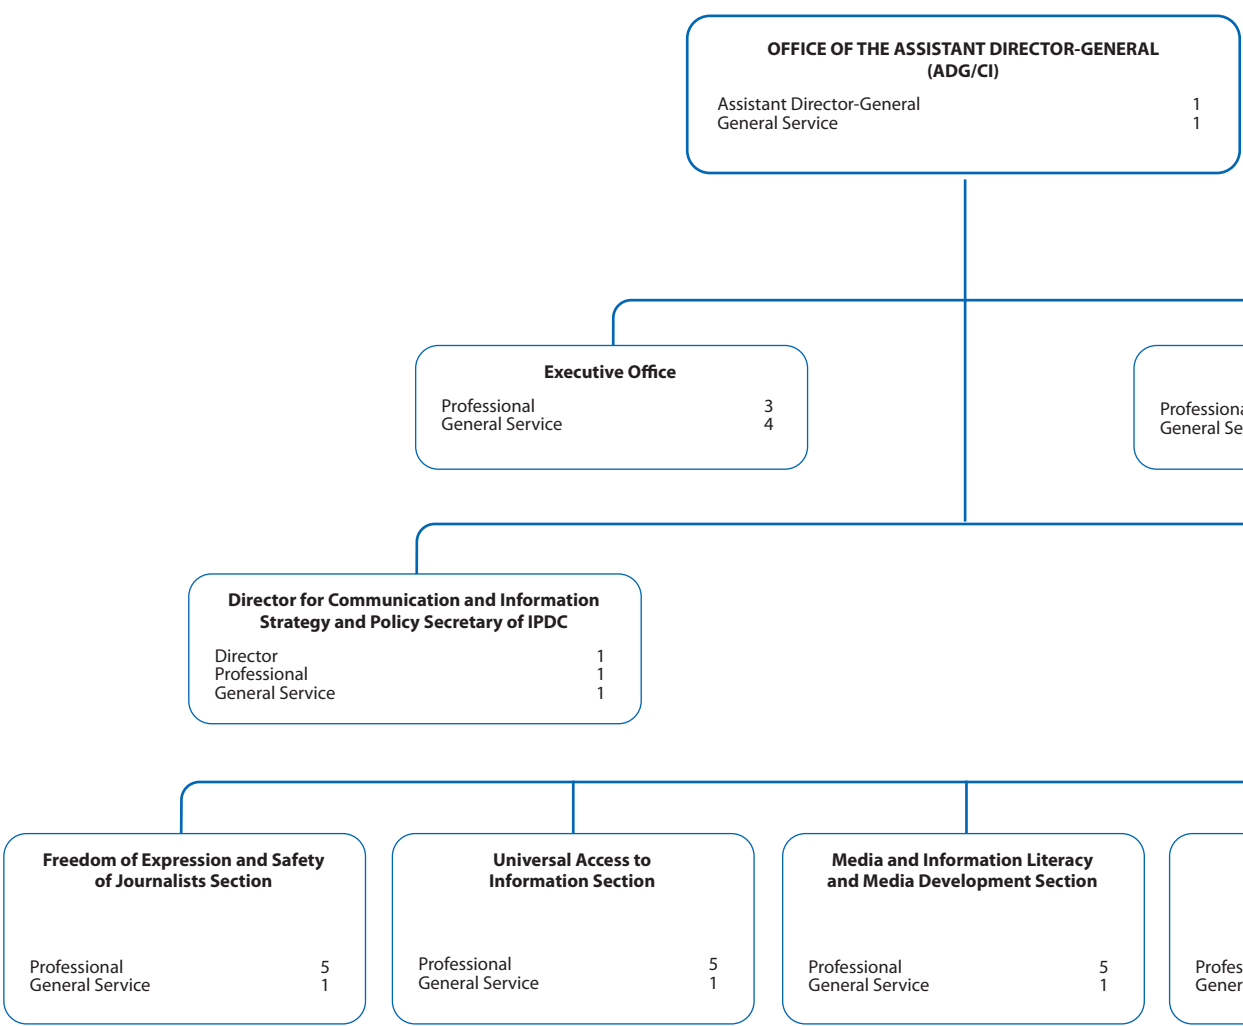 OFFICE OF THE ASSISTANT DIRECTOR-GENERAL
(ADG/CI)
Assistant Director-General 1
General Service 1
Executive Office
Professional 3
General Service 4
General
Director for Communication and Information
Strategy and Policy Secretary of IPDC
Director 1
Professional 1
General Service 1
Freedom of Expression and Safety
of Journalists Section
Professional 5
General Service 1
Universal Access to
Information Section
Professional 5
General Service 1
Media and Information Literacy
and Media Development Section
Professional 5
General Service 1